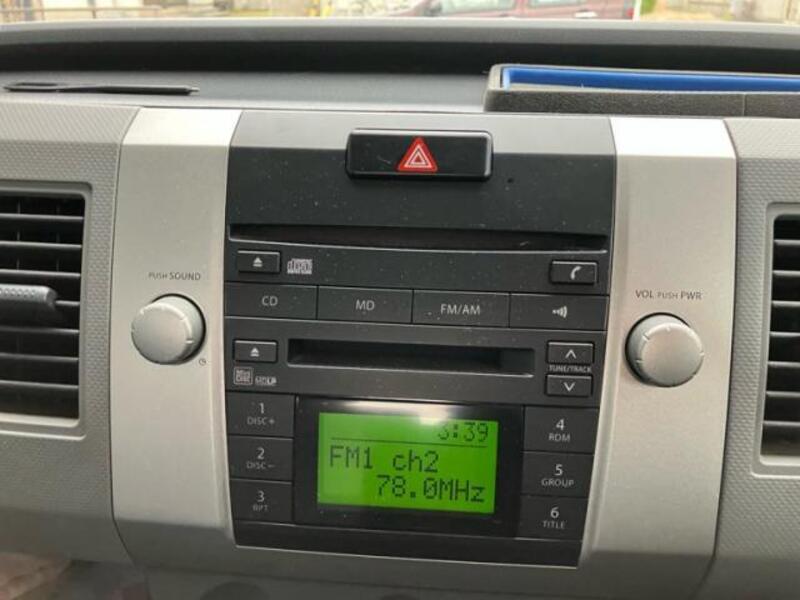 PUSH SOUND
VOL PUSH PWR
CD
MD
FM/AM
TUNE/TRACK
1
DISC+
2
DISC-
3
RPT
3:39
FM1 ch2
78.0MHz
4
RDM
5
GROUP
6
TITLE